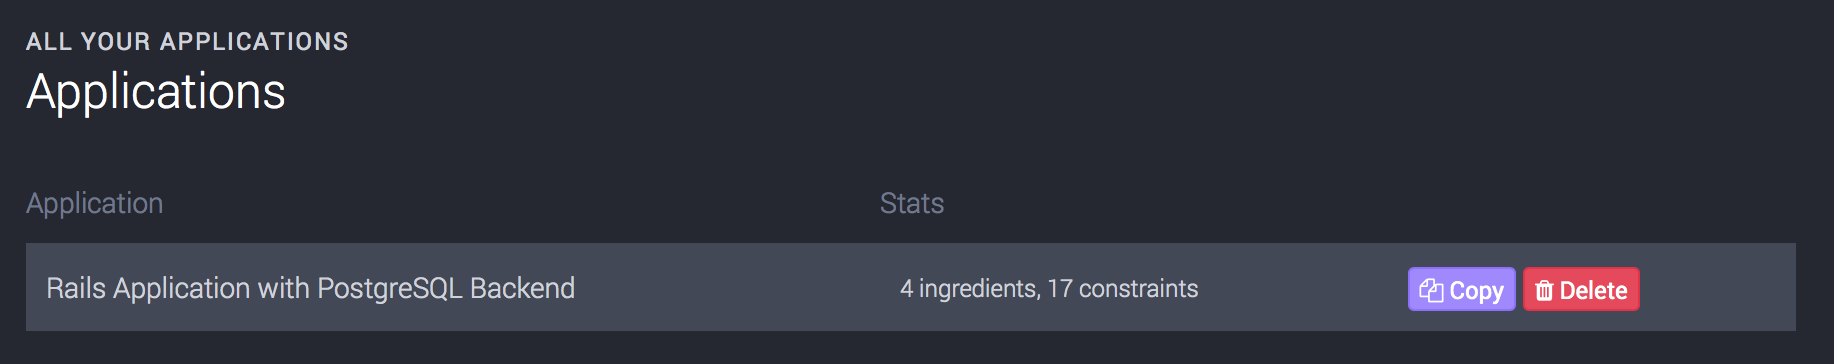 ALL YOUR APPLICATIONS
Applications
Application Stats
Rails Application with PostgreSQL Backend 4 ingredients, 17 constraints Copy Delete